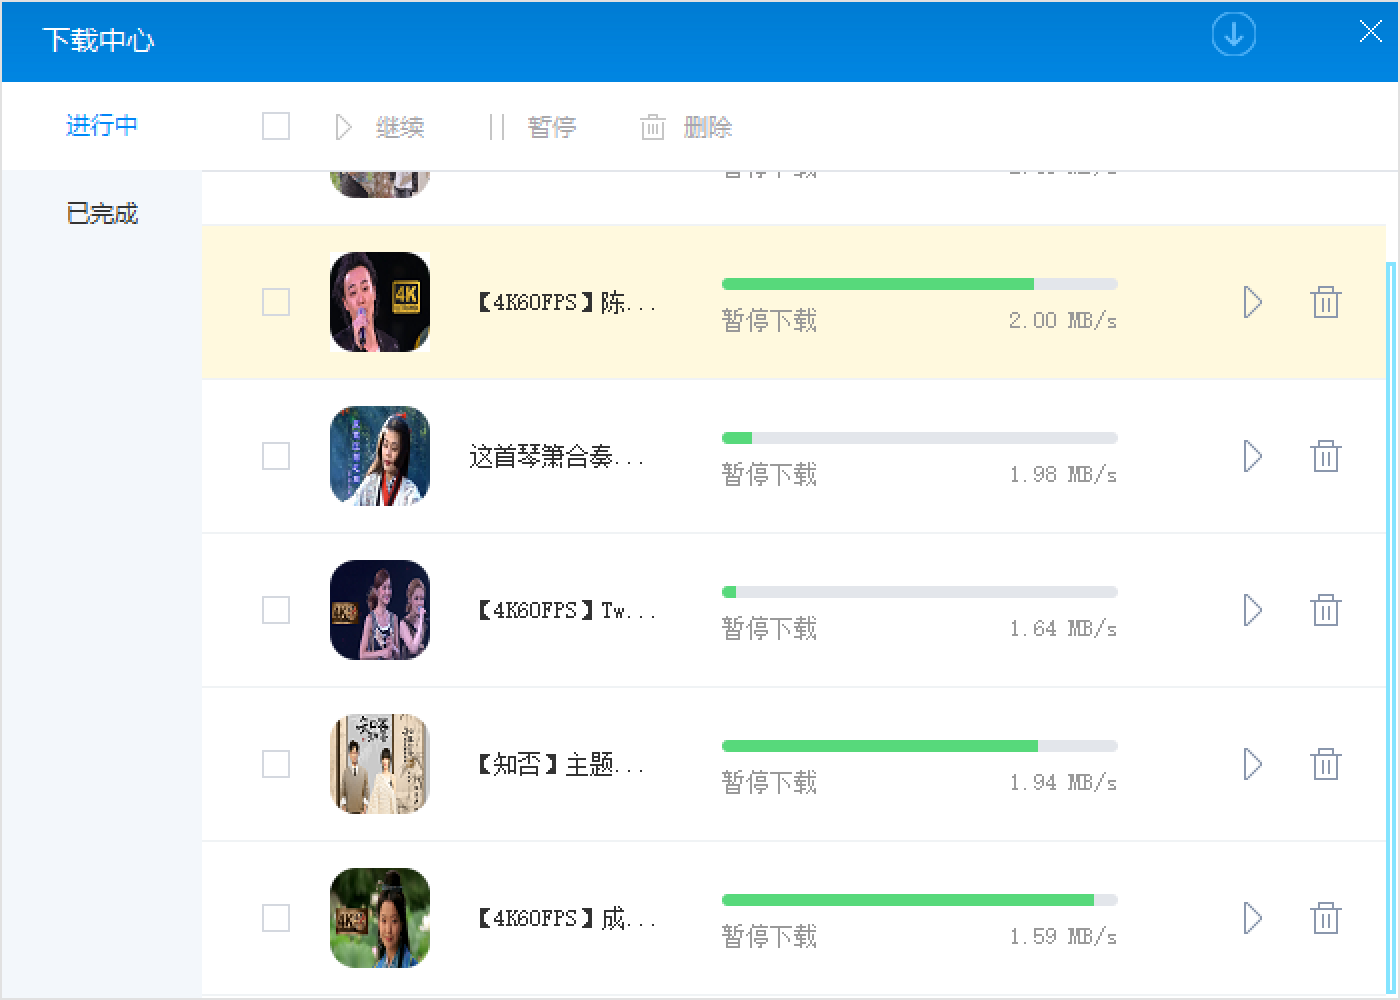 下载中心
进行中
继续
暂停
删除
已完成
暂停下载
【4K60FPS】陈...
暂停下载
2.00 MB/s
这首琴箫合奏...
暂停下载
1.98 MB/s
【4K60FPS】Tw...
暂停下载
1.64 MB/s
【知否】主题...
暂停下载
1.94 MB/s
【4K60FPS】成...
暂停下载
1.59 MB/s
4K
4K